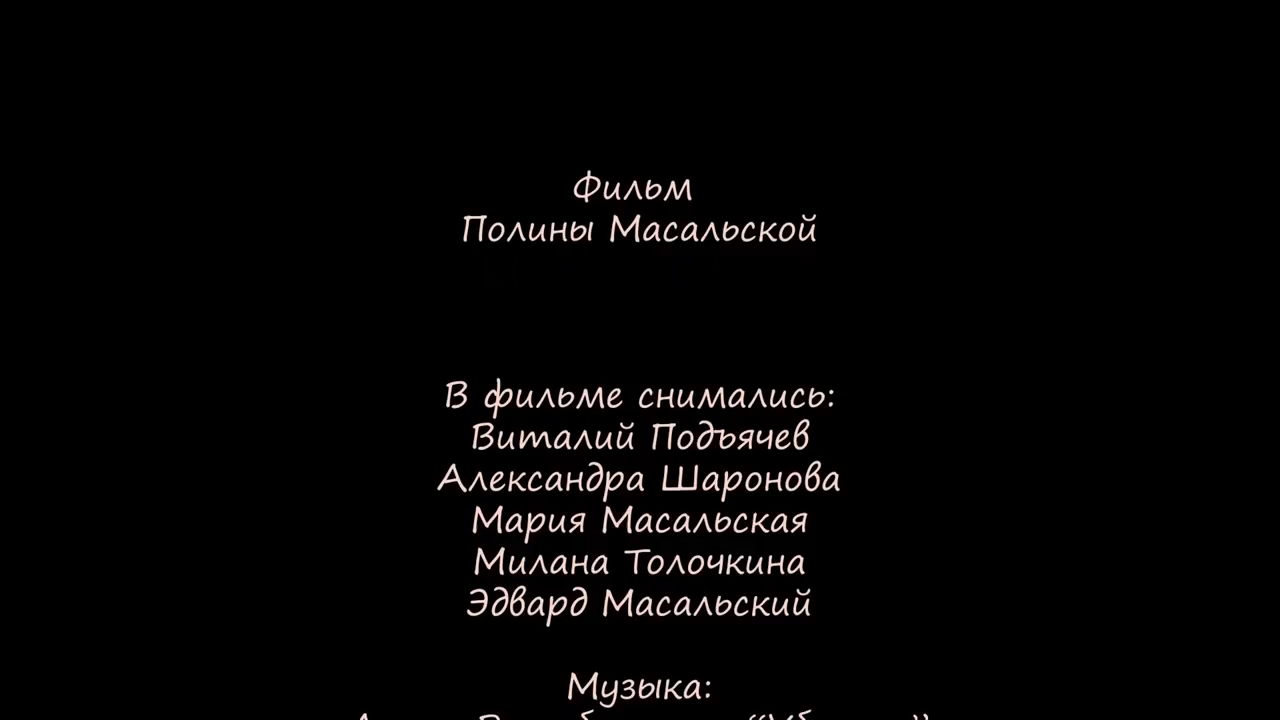 Фильм
Полины Масальской
В фильме снимались:
Виталий Подъячев
Александра Шаронова
Мария Масальская
Милана Толочкина
Эдвард Масальский
Музыка: